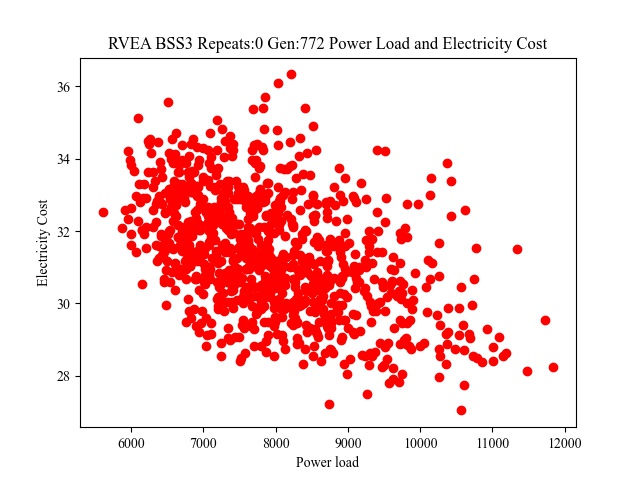 RVEA BSS3 Repeats:0 Gen:772 Power Load and Electricity Cost
36
34
32
30
28
Electricity Cost
6000 7000 8000 9000 10000 11000 12000
Power load